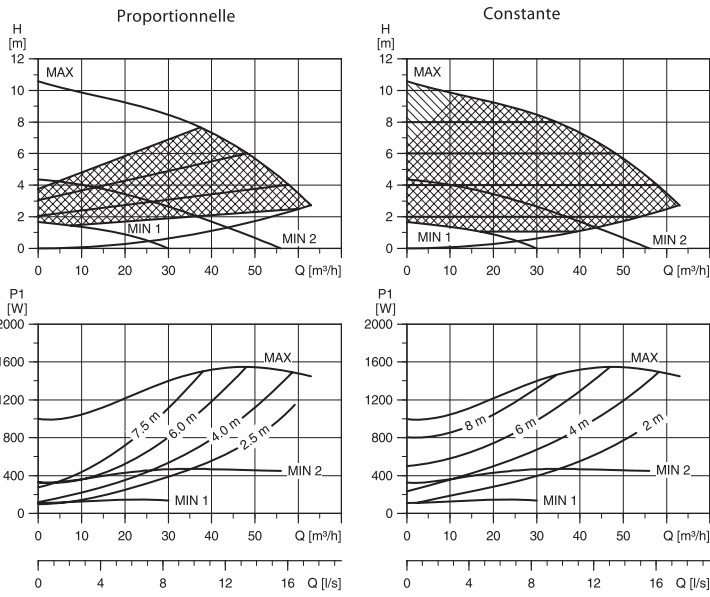 Proportionnelle
Constante
H
[m]
12
10
8
6
4
2
0
MAX
MIN 1
MIN 2
0 10 20 30 40 50 Q [m³/h]
H
[m]
12
10
8
6
4
2
0
MAX
MIN 1
MIN 2
0 10 20 30 40 50 Q [m³/h]
P1
[W]
2000
1600
1200
800
400
0
MAX
7.5 m
6.0 m
4.0 m
2.5 m
MIN 2
MIN 1
0 10 20 30 40 50 Q [m³/h]
0 4 8 12 16 Q [l/s]
P1
[W]
2000
1600
1200
800
400
0
MAX
8 m
6 m
4 m
2 m
MIN 2
MIN 1
0 10 20 30 40 50 Q [m³/h]
0 4 8 12 16 Q [l/s]